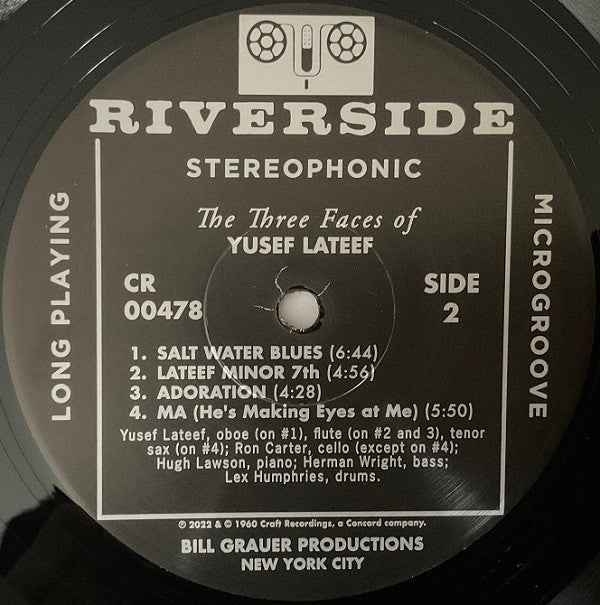 RIVERSIDE
STEREOPHONIC
LONG PLAYING
MICROGROOVE
The Three Faces of
YUSEF LATEEF
CR
00478
SIDE
2
1. SALT WATER BLUES (6:44)
2. LATEEF MINOR 7th (4:56)
3. ADORATION (4:28)
4. MA (He's Making Eyes at Me) (5:50)
Yusef Lateef, oboe (on #1), flute (on #2 and 3), tenor
sax (on #4); Ron Carter, cello (except on #4);
Hugh Lawson, piano; Herman Wright, bass;
Lex Humphries, drums.
℗ 2022 & © 1960 Craft Recordings, a Concord company.
BILL GRAUER PRODUCTIONS
NEW YORK CITY